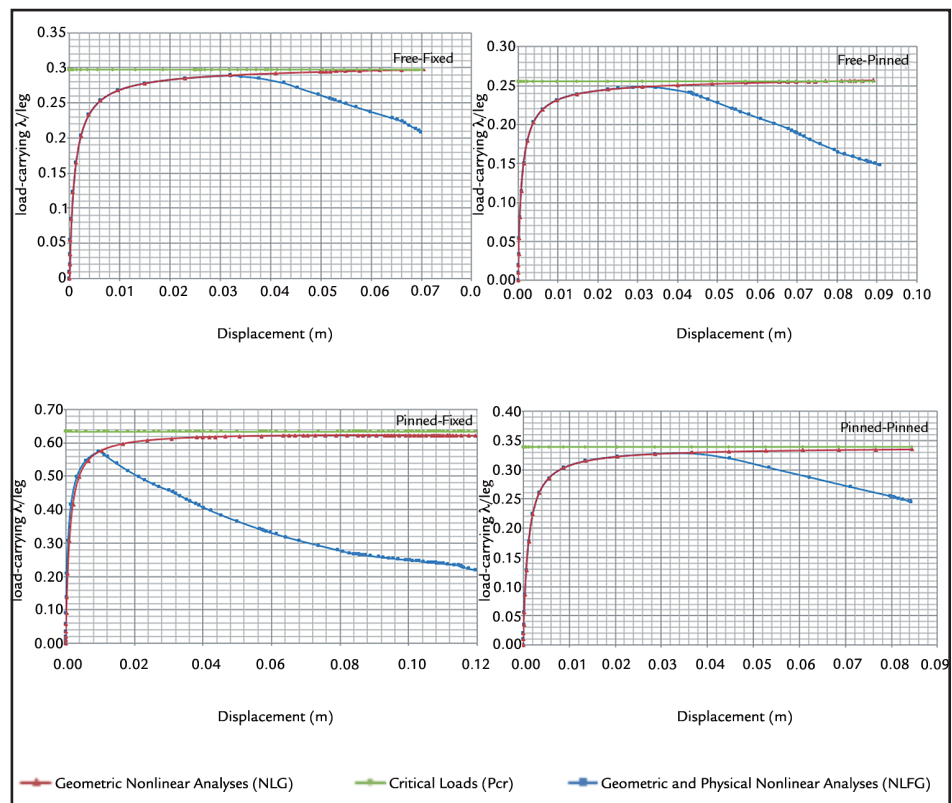 0.35
0.3
0.25
0.2
0.15
0.1
0.05
0
load-carrying λ/leg
Free-Fixed
0 0.01 0.02 0.03 0.04 0.05 0.06 0.07 0.0
Displacement (m)
0.30
0.25
0.20
0.15
0.10
0.05
0.00
load-carrying λ/leg
Free-Pinned
0.00 0.01 0.02 0.03 0.04 0.05 0.06 0.07 0.08 0.09 0.10
Displacement (m)
0.70
0.60
0.50
0.40
0.30
0.20
0.10
0.00
load-carrying λ/leg
Pinned-Fixed
0.00 0.02 0.04 0.06 0.08 0.10 0.12
Displacement (m)
0.40
0.35
0.30
0.25
0.20
0.15
0.10
0.05
0.00
load-carrying λ/leg
Pinned-Pinned
0.00 0.01 0.02 0.03 0.04 0.05 0.06 0.07 0.08 0.09
Displacement (m)
Geometric Nonlinear Analyses (NLG) Critical Loads (Pcr) Geometric and Physical Nonlinear Analyses (NLFG)